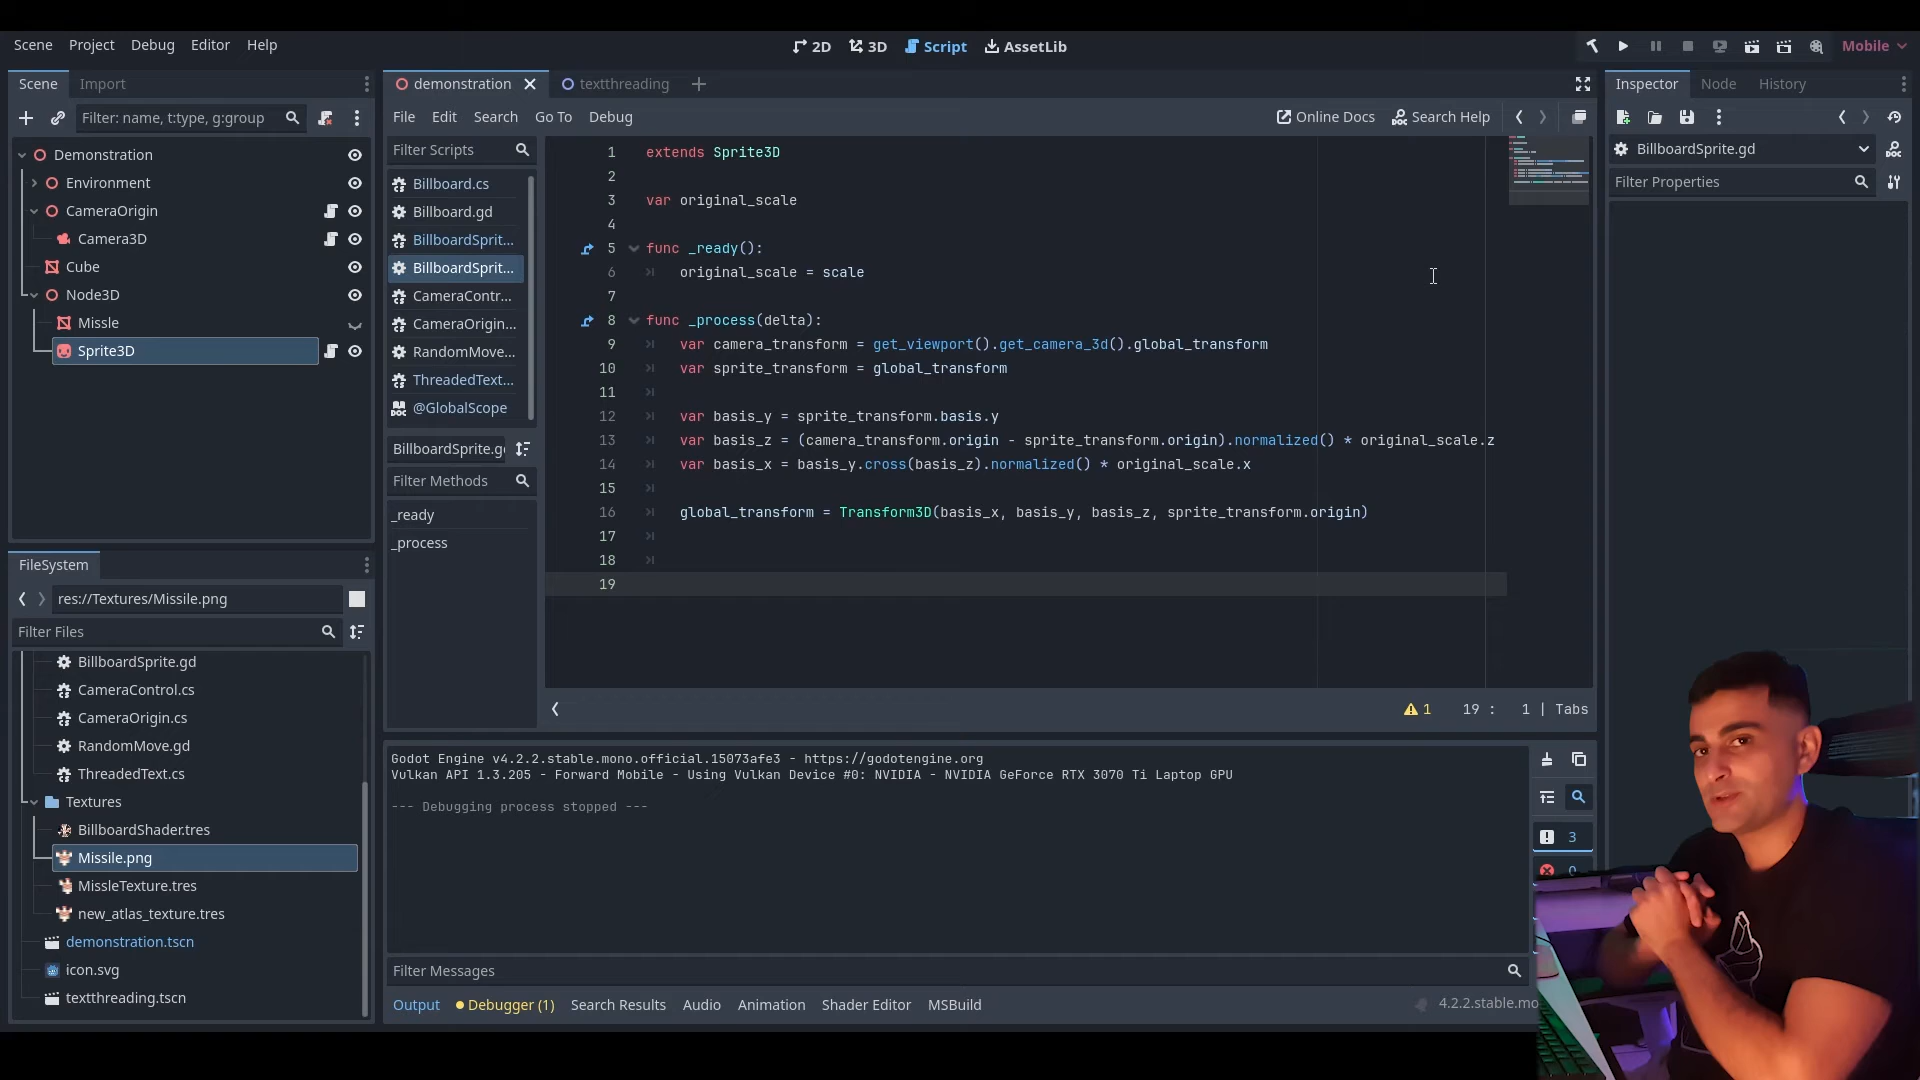 Scene Project Debug Editor Help
2D 3D Script AssetLib
Mobile
Scene Import
Filter: name, t:type, g:group
Demonstration
Environment
CameraOrigin
Camera3D
Cube
Node3D
Missle
Sprite3D
FileSystem
res://Textures/Missile.png
Filter Files
BillboardSprite.gd
CameraControl.cs
CameraOrigin.cs
RandomMove.gd
ThreadedText.cs
Textures
BillboardShader.tres
Missile.png
MissleTexture.tres
new_atlas_texture.tres
demonstration.tscn
icon.svg
textthreading.tscn
demonstration textthreading
File Edit Search Go To Debug
Online Docs Search Help
Filter Scripts
Billboard.cs
Billboard.gd
BillboardSprit...
BillboardSprit...
CameraContr...
CameraOrigin...
RandomMove...
ThreadedText...
DOC @GlobalScope
BillboardSprite.g
Filter Methods
_ready
_process
1 extends Sprite3D
2
3 var original_scale
4
5 func _ready():
6 original_scale = scale
7
8 func _process(delta):
9 var camera_transform = get_viewport().get_camera_3d().global_transform
10 var sprite_transform = global_transform
11
12 var basis_y = sprite_transform.basis.y
13 var basis_z = (camera_transform.origin - sprite_transform.origin).normalized() * original_scale.z
14 var basis_x = basis_y.cross(basis_z).normalized() * original_scale.x
15
16 global_transform = Transform3D(basis_x, basis_y, basis_z, sprite_transform.origin)
17
18
19
1 19 : 1 | Tabs
Godot Engine v4.2.2.stable.mono.official.15073afe3 - https://godotengine.org
Vulkan API 1.3.205 - Forward Mobile - Using Vulkan Device #0: NVIDIA - NVIDIA GeForce RTX 3070 Ti Laptop GPU
--- Debugging process stopped ---
3
Filter Messages
Output Debugger (1) Search Results Audio Animation Shader Editor MSBuild
4.2.2.stable.mo
Inspector Node History
BillboardSprite.gd
Filter Properties